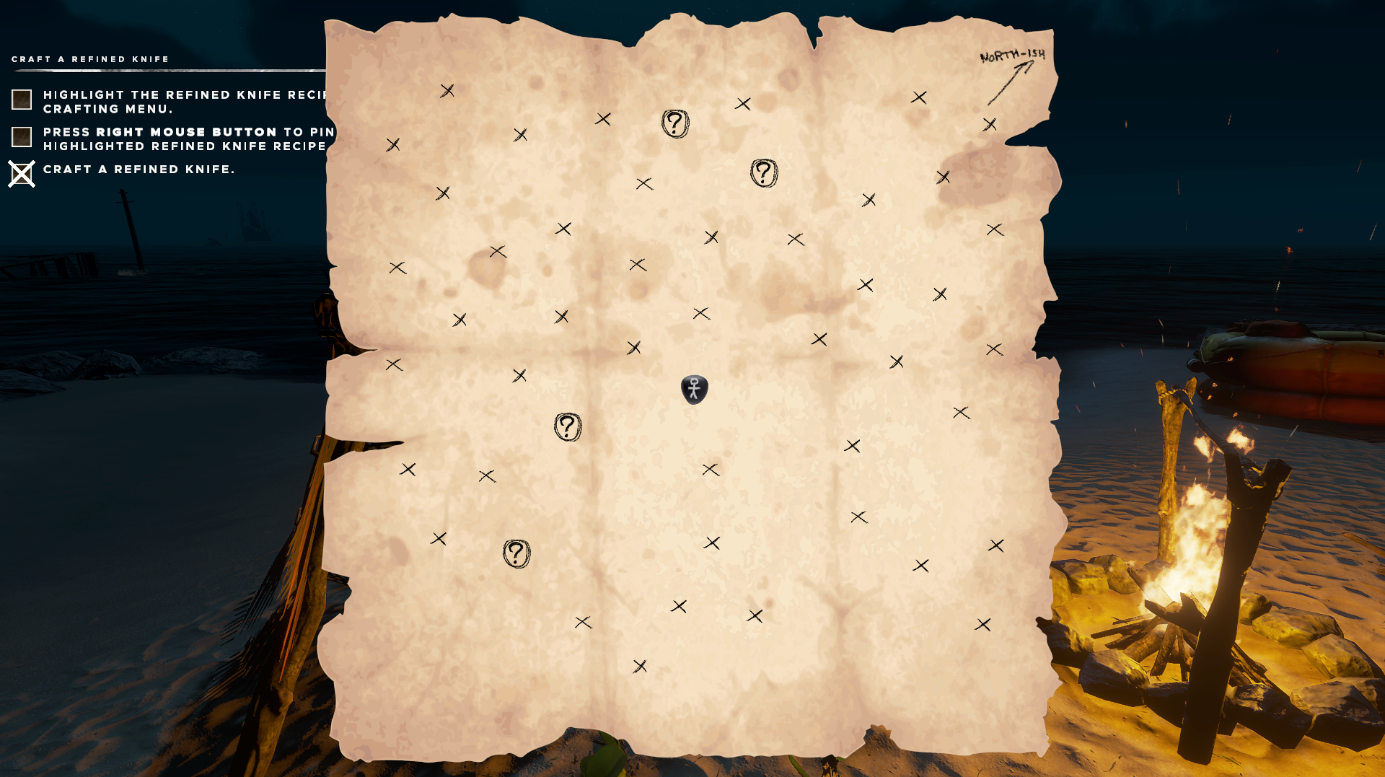 CRAFT A REFINED KNIFE
HIGHLIGHT THE REFINED KNIFE
CRAFTING MENU.
PRESS RIGHT MOUSE BUTTON TO PIN
HIGHLIGHTED REFINED KNIFE RECIPE
CRAFT A REFINED KNIFE.
NORTH-ISH
?
?
?
?